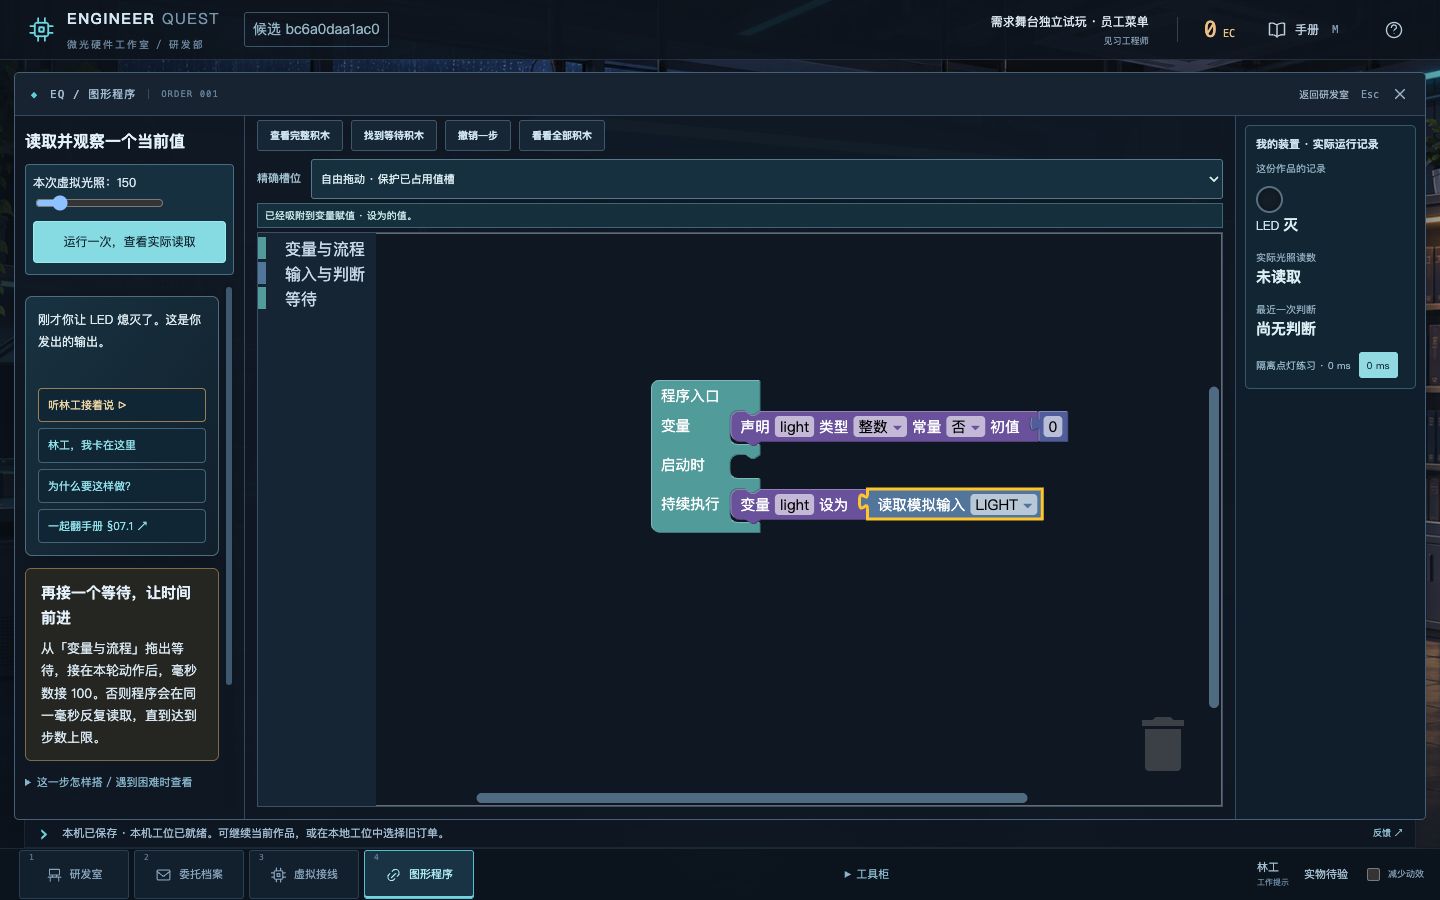 ENGINEER QUEST
微光硬件工作室 / 研发部
候选 bc6a0daa1ac0
需求舞台独立试玩 · 员工菜单
见习工程师
0 EC
手册 M
EQ / 图形程序
ORDER 001
返回研发室 Esc
读取并观察一个当前值
本次虚拟光照：150
运行一次，查看实际读取
刚才你让 LED 熄灭了。这是你
发出的输出。
听林工接着说
林工，我卡在这里
为什么要这样做?
一起翻手册 §07.1 ↗
再接一个等待，让时间
前进
从「变量与流程」拖出等
待，接在本轮动作后，毫秒
数接 100。否则程序会在同
一毫秒反复读取，直到达到
步数上限。
这一步怎样搭 / 遇到困难时查看
查看完整积木
找到等待积木
撤销一步
看看全部积木
精确槽位
自由拖动 · 保护已占用值槽
已经吸附到变量赋值 · 设为的值。
变量与流程
输入与判断
等待
程序入口
变量
声明 light 类型 整数 常量 否 初值 0
启动时
持续执行
变量 light 设为 读取模拟输入 LIGHT
我的装置 · 实际运行记录
这份作品的记录
LED 灭
实际光照读数
未读取
最近一次判断
尚无判断
隔离点灯练习 · 0 ms
0 ms
本机已保存 · 本机工位已就绪。可继续当前作品，或在本地工位中选择旧订单。
反馈 ↗
1 研发室
2 委托档案
3 虚拟接线
4 图形程序
工具柜
林工
工作提示
实物待验
减少动效